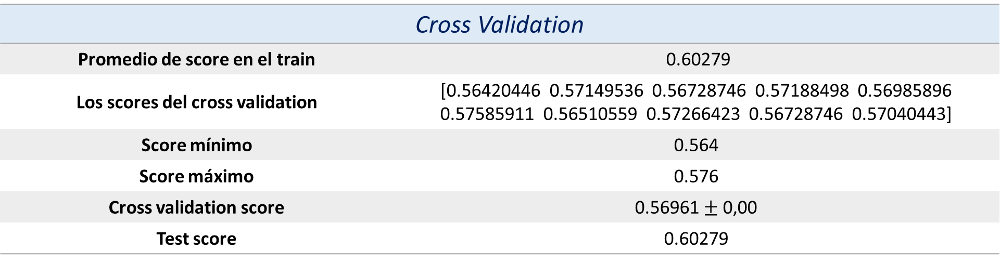 Cross Validation
Promedio de score en el train 0.60279
Los scores del cross validation [0.56420446 0.57149536 0.56728746 0.57188498 0.56985896
0.57585911 0.56510559 0.57266423 0.56728746 0.57040443]
Score mínimo 0.564
Score máximo 0.576
Cross validation score 0.56961 ± 0,00
Test score 0.60279